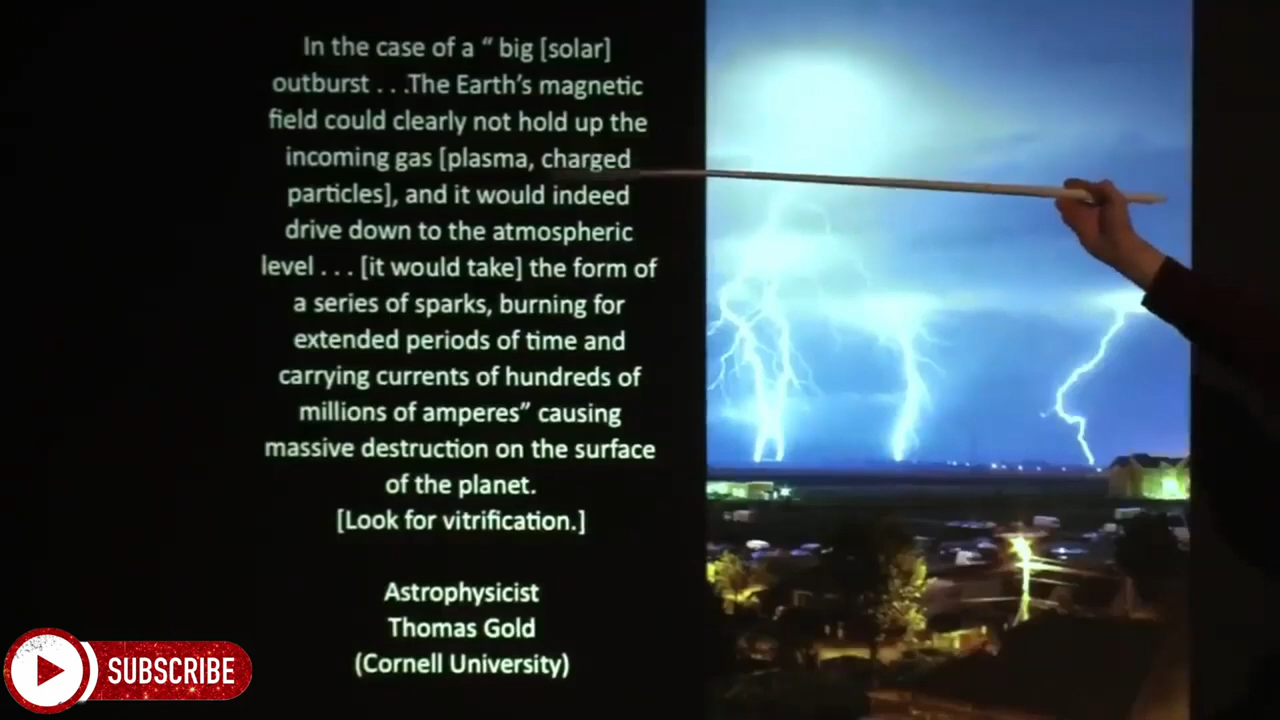 In the case of a “ big [solar]
outburst . . .The Earth’s magnetic
field could clearly not hold up the
incoming gas [plasma, charged
particles], and it would indeed
drive down to the atmospheric
level . . . [it would take] the form of
a series of sparks, burning for
extended periods of time and
carrying currents of hundreds of
millions of amperes” causing
massive destruction on the surface
of the planet.
[Look for vitrification.]
Astrophysicist
Thomas Gold
(Cornell University)
SUBSCRIBE